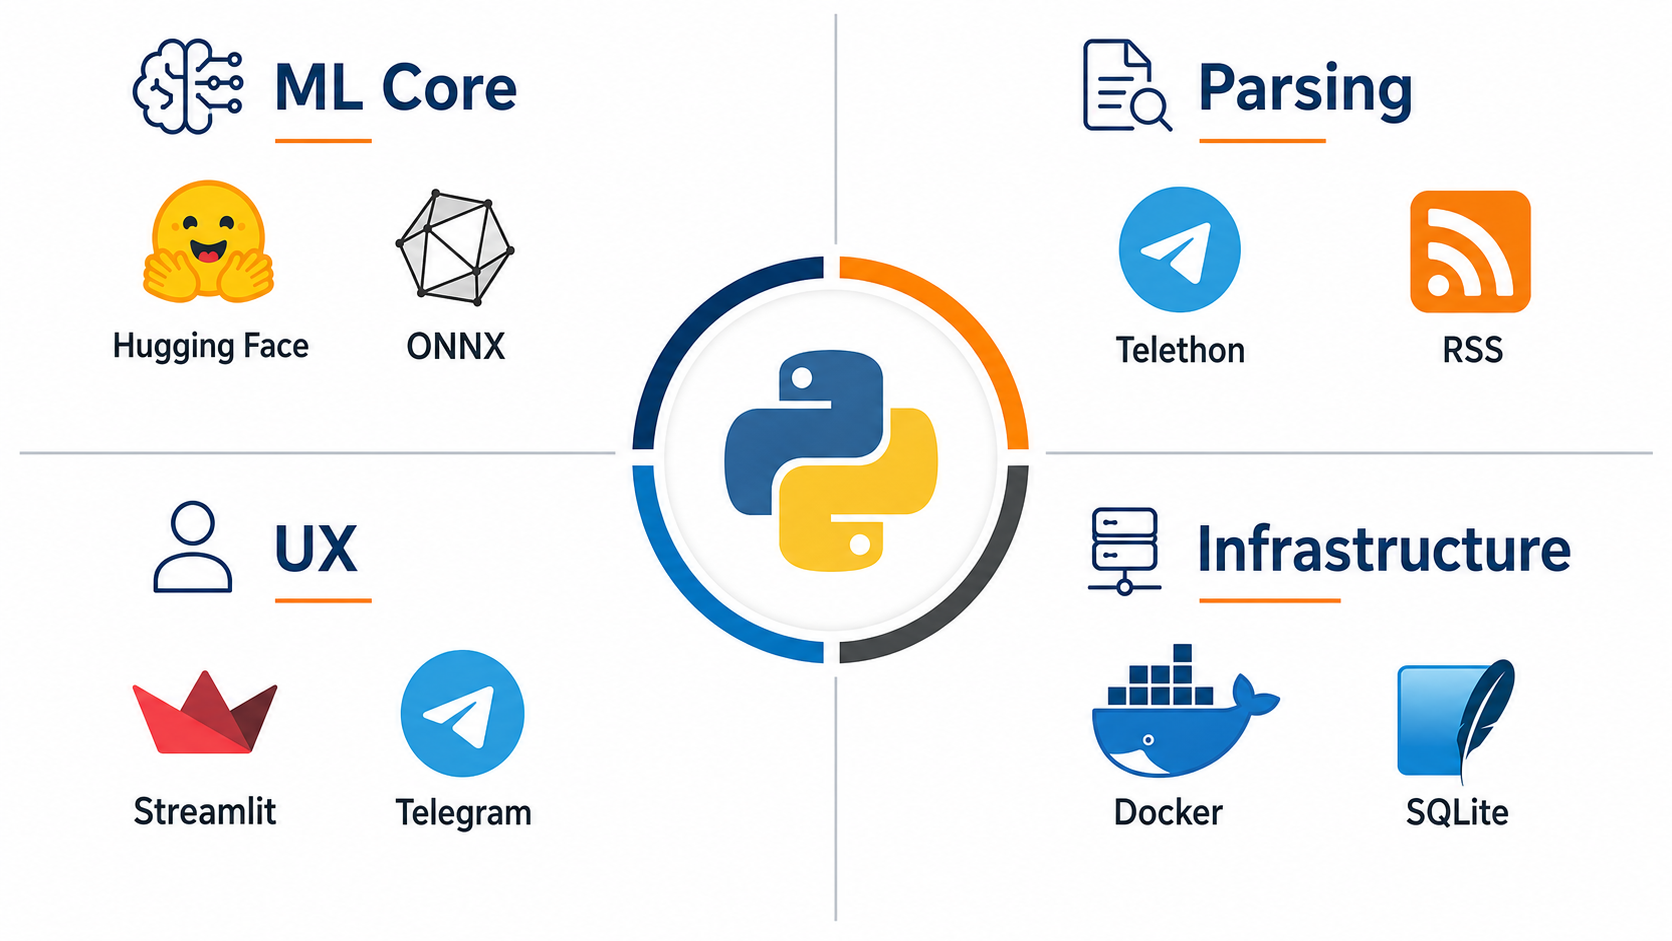 ML Core
Hugging Face
ONNX
Parsing
Telethon
RSS
UX
Streamlit
Telegram
Infrastructure
Docker
SQLite